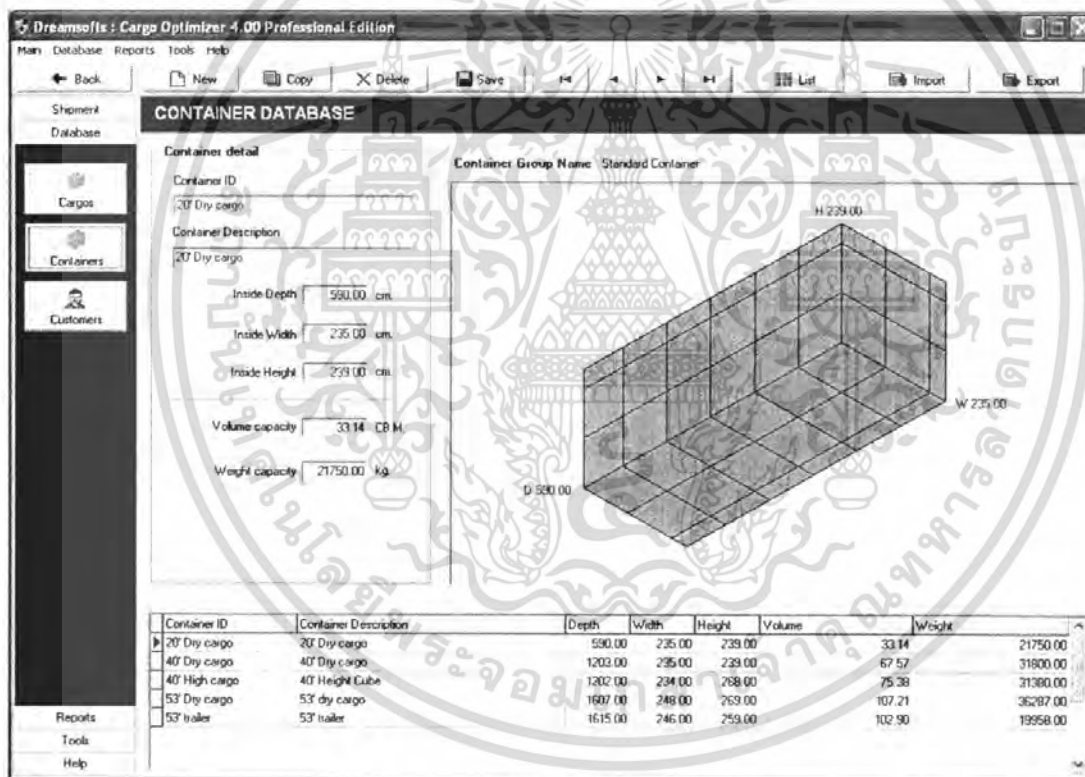 Dreamsofts : Cargo Optimizer 4.00 Professional Edition
Main Database Reports Tools Help
Back New Copy Delete Save List Import Export
Shipment
Database
CONTAINER DATABASE
Cargos
Containers
Customers
Container detail
Container ID
20' Dry cargo
Container Description
20' Dry cargo
Inside Depth 590.00 cm.
Inside Width 235.00 cm.
Inside Height 239.00 cm.
Volume capacity 33.14 CB M.
Weight capacity 21750.00 kg.
Container Group Name Standard Container
H 239.00
W 235.00
D 590.00
Container ID Container Description Depth Width Height Volume Weight
20' Dry cargo 20' Dry cargo 590.00 235.00 239.00 33.14 21750.00
40' Dry cargo 40' Dry cargo 1203.00 235.00 239.00 67.57 31800.00
40' High cargo 40' Height Cube 1202.00 234.00 268.00 75.38 31380.00
53' Dry cargo 53' dry cargo 1607.00 248.00 269.00 107.21 36287.00
53' trailer 53' trailer 1615.00 246.00 259.00 102.90 19958.00
Reports
Tools
Help